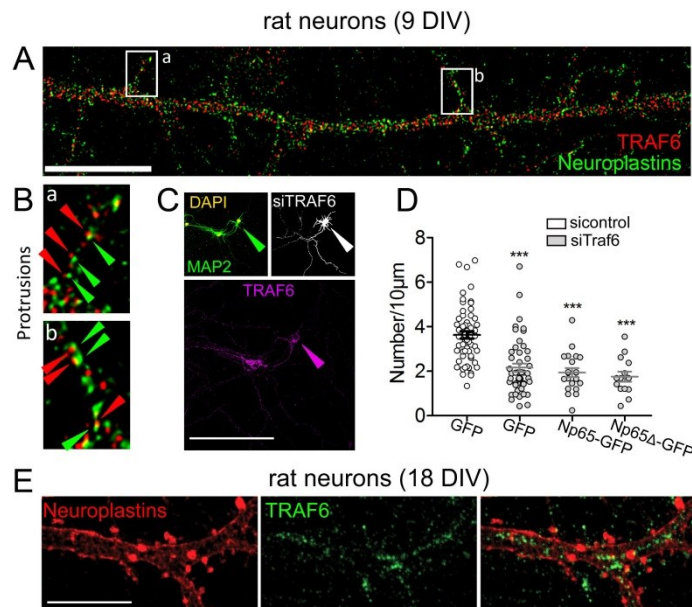 rat neurons (9 DIV)
A
a
b
TRAF6
Neuroplastins
B
a
b
Protrusions
C
DAPI
MAP2
siTRAF6
TRAF6
D
sicontrol
siTraf6
Number/10µm
8
6
4
2
0
***
***
***
GFP
GFP
Np65-GFP
Np65Δ-GFP
rat neurons (18 DIV)
E
Neuroplastins
TRAF6